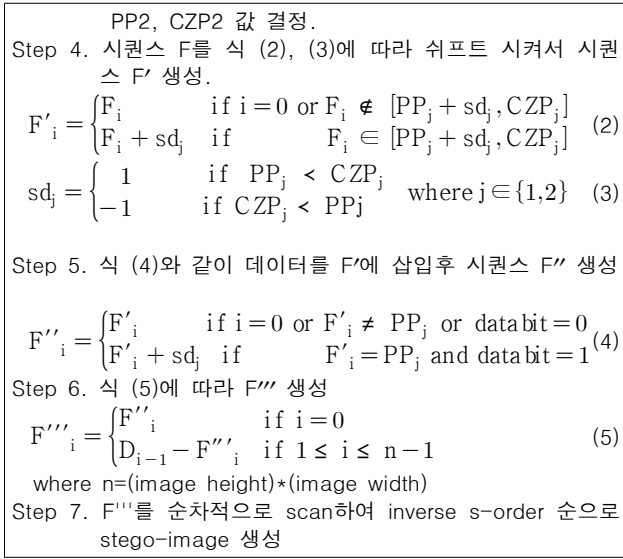 PP2, CZP2 값 결정.
Step 4. 시퀀스 F를 식 (2), (3)에 따라 쉬프트 시켜서 시퀀
스 F′ 생성.
F′i = { Fi if i=0 or Fi ∉ [PPj + sdj, CZPj]
Fi + sdj if Fi ∈ [PPj + sdj, CZPj] (2)
sdj = { 1 if PPj < CZPj
−1 if CZPj < PPj where j∈{1,2} (3)
Step 5. 식 (4)와 같이 데이터를 F′에 삽입후 시퀀스 F″ 생성
F′′i = { F′i if i=0 or F′i ≠ PPj or databit=0
F′i + sdj if F′i=PPj and databit=1 (4)
Step 6. 식 (5)에 따라 F‴ 생성
F′′′i = { F′′i if i=0
Di−1 − F″′i if 1 ≤ i ≤ n−1 (5)
where n=(image height)*(image width)
Step 7. F'''를 순차적으로 scan하여 inverse s-order 순으로
stego-image 생성